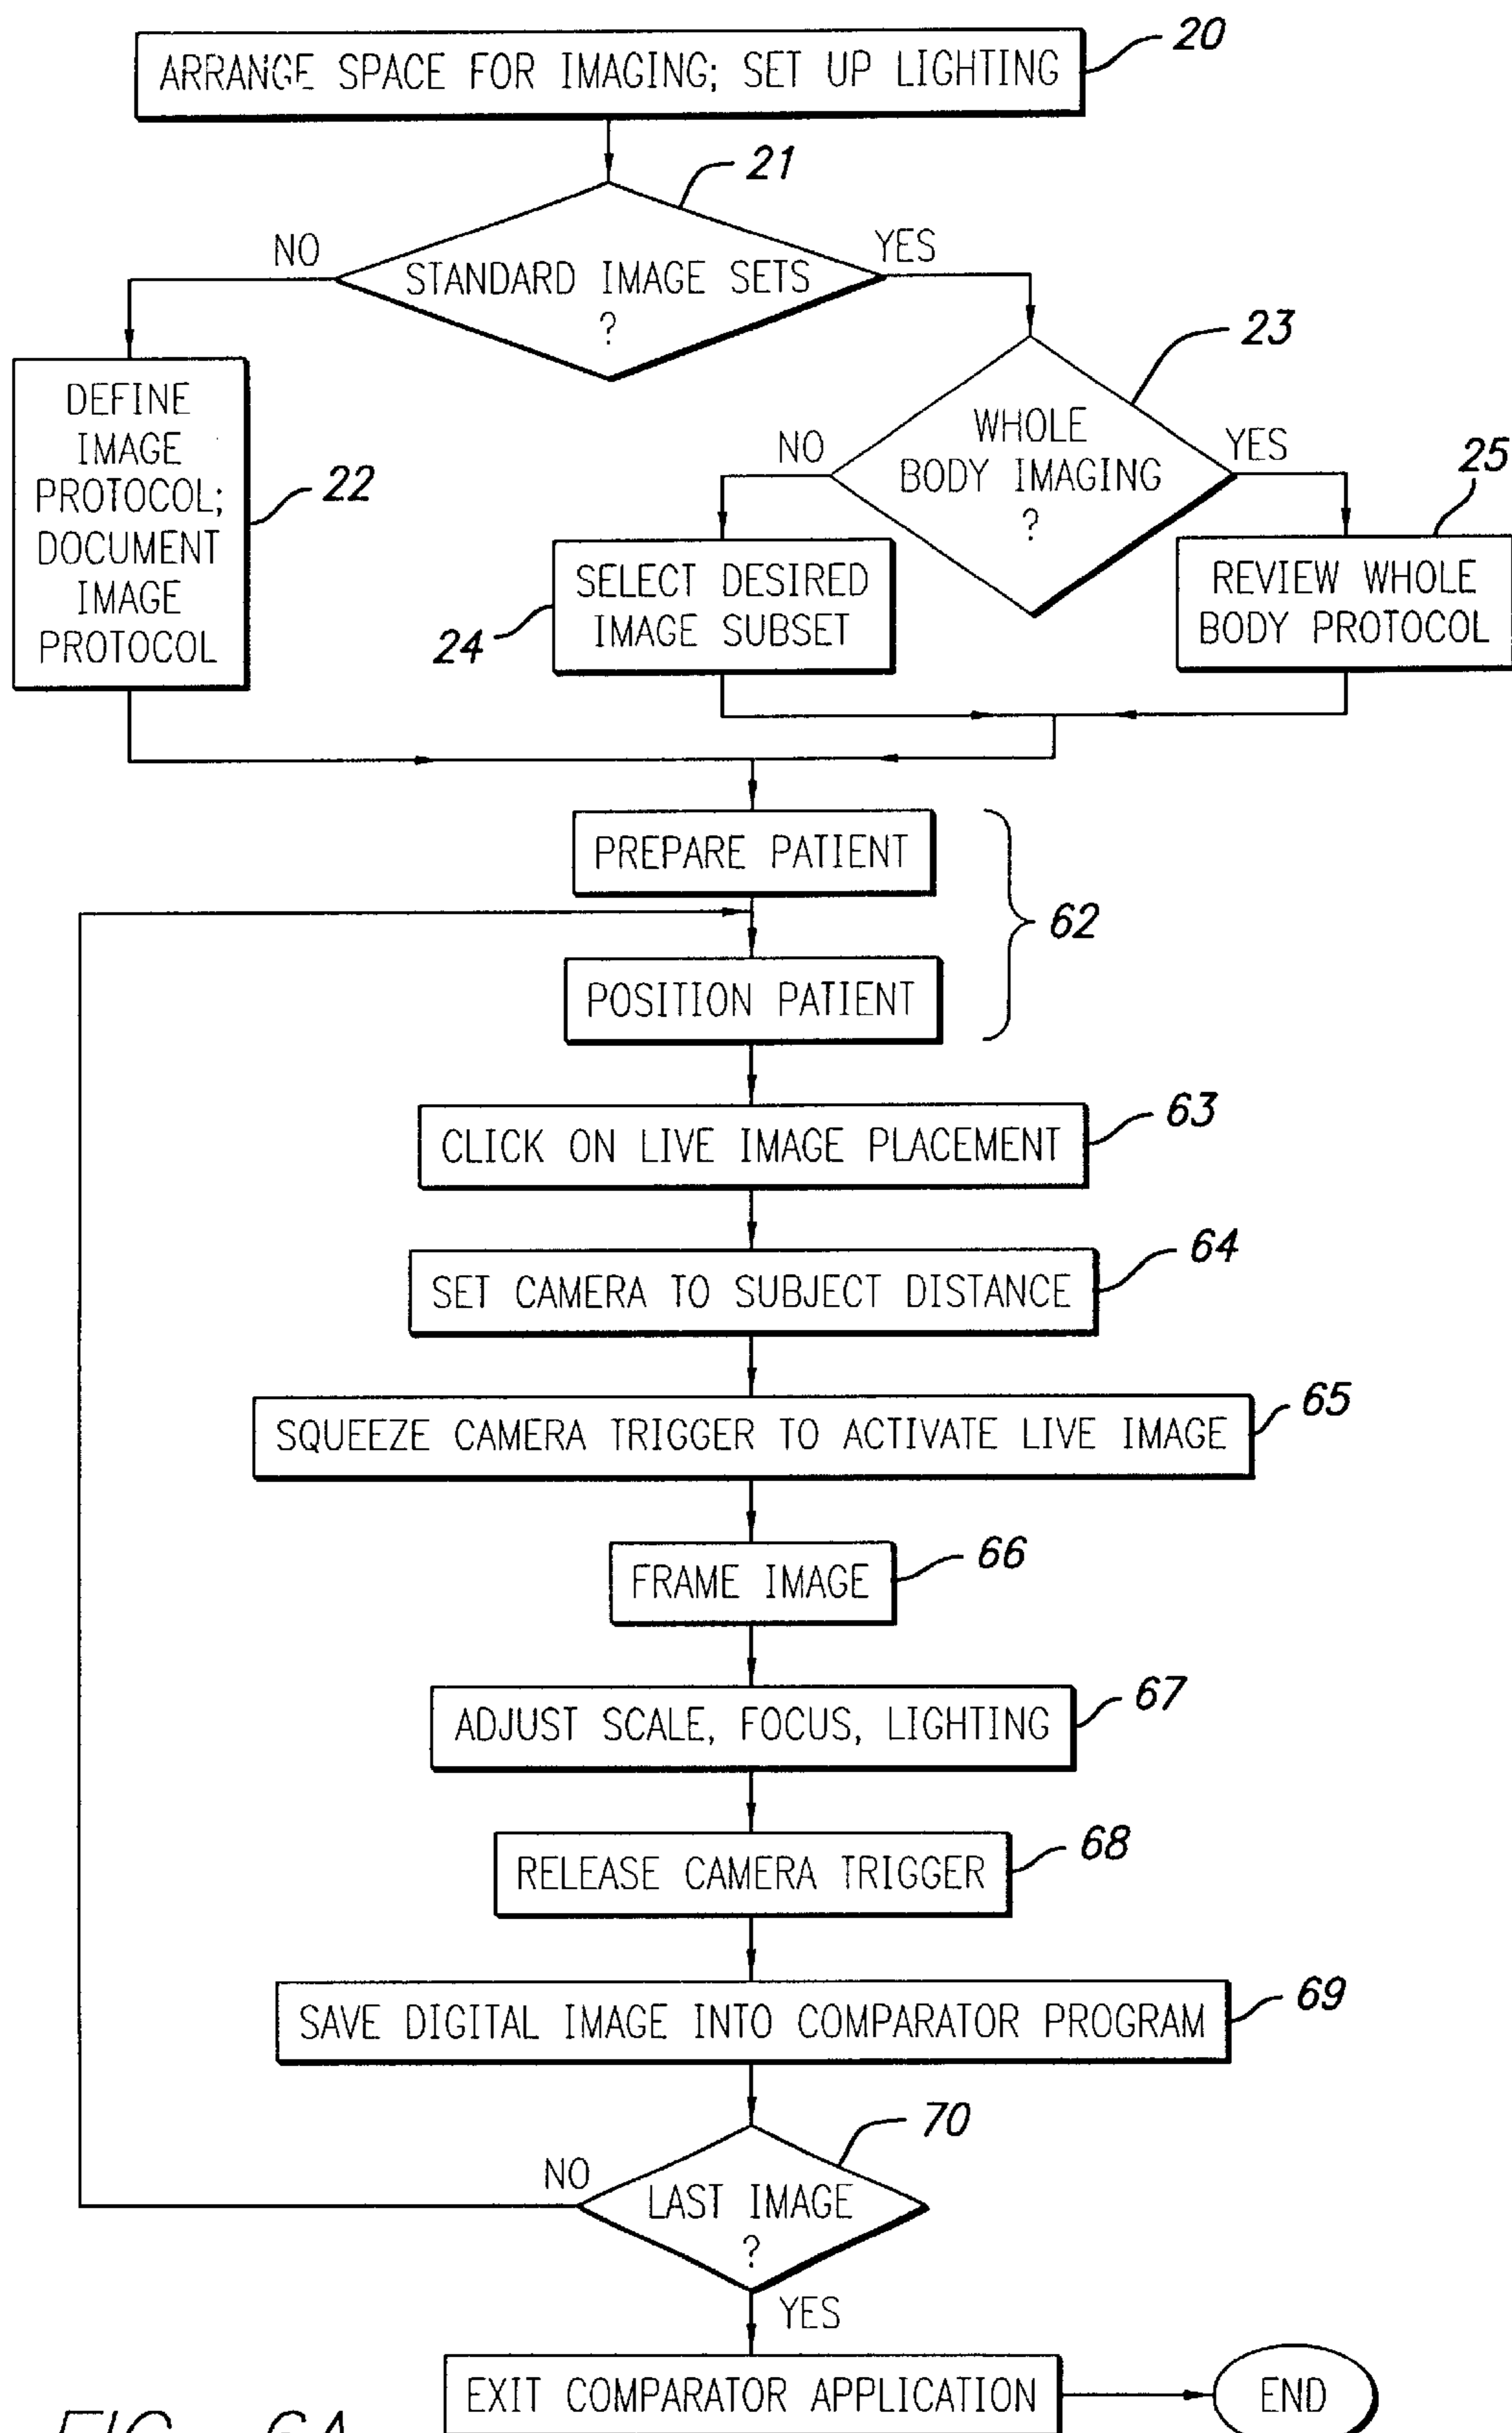 20
ARRANGE SPACE FOR IMAGING; SET UP LIGHTING
21
NO
YES
STANDARD IMAGE SETS
?
23
DEFINE
IMAGE
PROTOCOL;
DOCUMENT
IMAGE
PROTOCOL
22
NO
WHOLE
BODY IMAGING
?
YES
25
SELECT DESIRED
IMAGE SUBSET
24
REVIEW WHOLE
BODY PROTOCOL
PREPARE PATIENT
62
POSITION PATIENT
63
CLICK ON LIVE IMAGE PLACEMENT
64
SET CAMERA TO SUBJECT DISTANCE
65
SQUEEZE CAMERA TRIGGER TO ACTIVATE LIVE IMAGE
66
FRAME IMAGE
67
ADJUST SCALE, FOCUS, LIGHTING
68
RELEASE CAMERA TRIGGER
69
SAVE DIGITAL IMAGE INTO COMPARATOR PROGRAM
70
NO
LAST IMAGE
?
YES
EXIT COMPARATOR APPLICATION
END
FIG. 6A